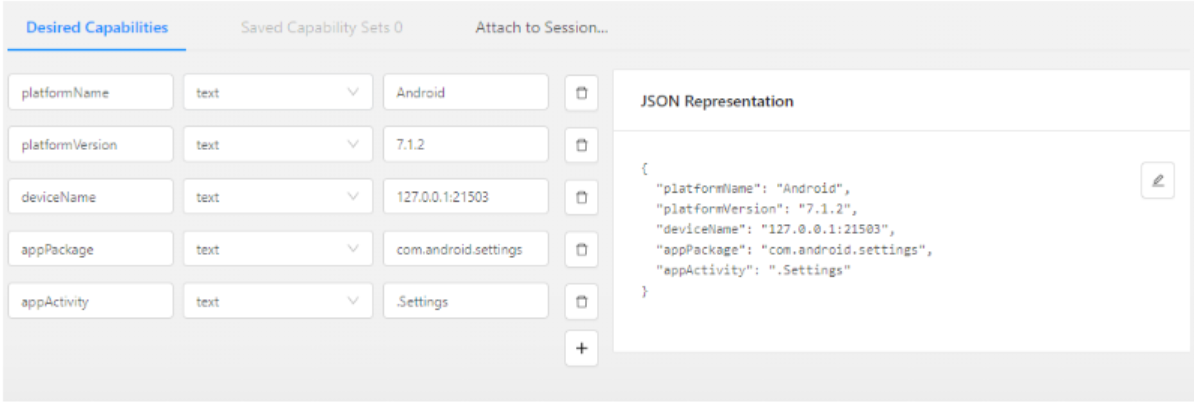 Desired Capabilities Saved Capability Sets 0 Attach to Session...
platformName text Android
platformVersion text 7.1.2
deviceName text 127.0.0.1:21503
appPackage text com.android.settings
appActivity text .Settings
+
JSON Representation
{
"platformName": "Android",
"platformVersion": "7.1.2",
"deviceName": "127.0.0.1:21503",
"appPackage": "com.android.settings",
"appActivity": ".Settings"
}